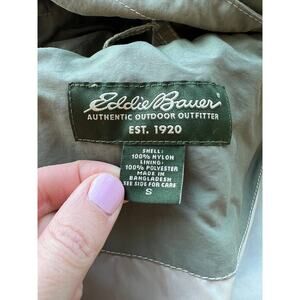 Eddie Bauer
AUTHENTIC OUTDOOR OUTFITTER
EST. 1920
SHELL:
100% NYLON
LINING:
100% POLYESTER
MADE IN
BANGLADESH
SEE SIDE FOR CARE
S